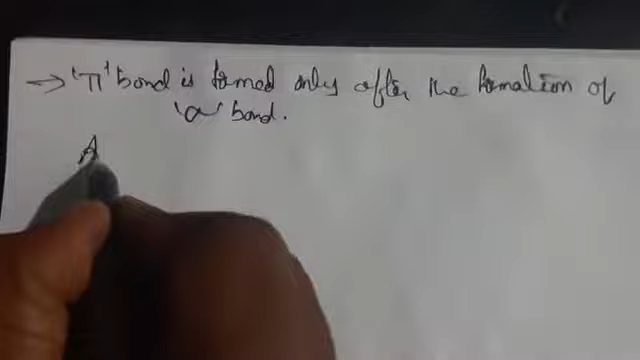 → 'π' bond is formed only after the formation of
'σ' bond.
A